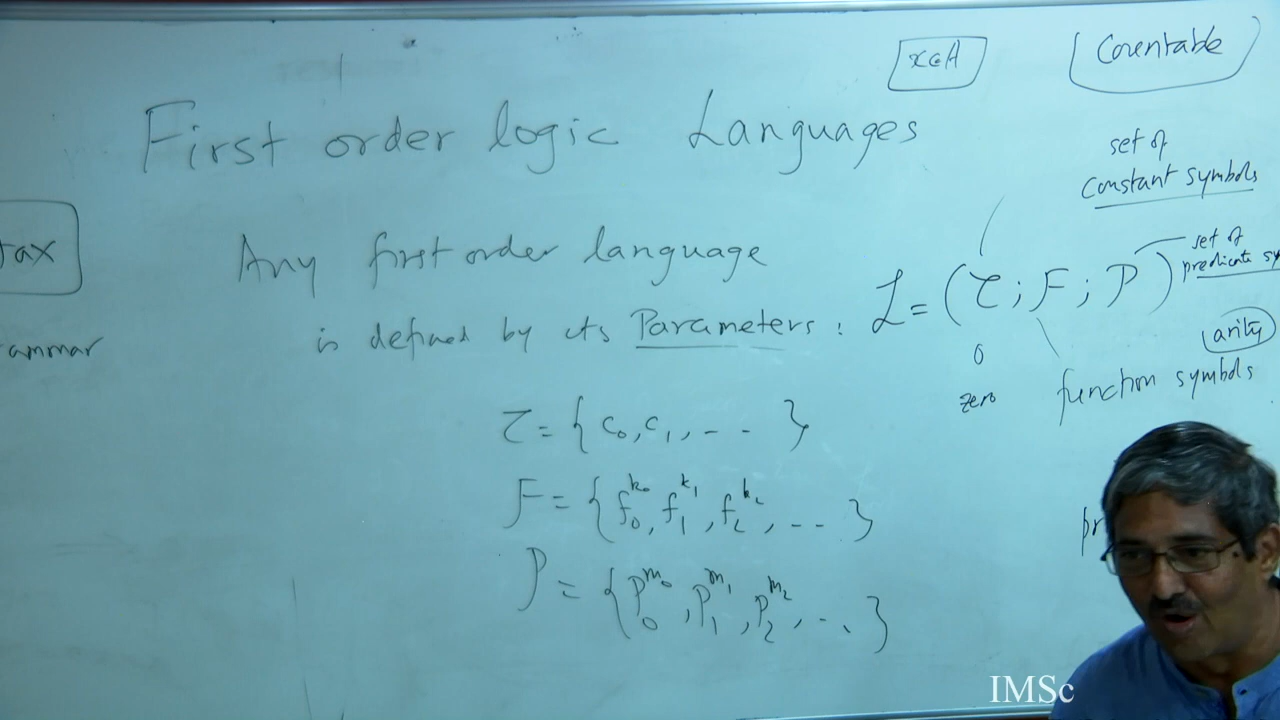 x∈A
Countable
First order logic Languages
set of
constant symbols
tax
Any first order language
set of
predicate sy
L = (C; F; P)
is defined by its Parameters:
arity
ammar
0
zero
function symbols
C = { c₀, c₁, -- }
F = { f₀^k₀, f₁^k₁, f₂^k₂, -- }
pr
P = { p₀^m₀, p₁^m₁, p₂^m₂, -- }
IMSc